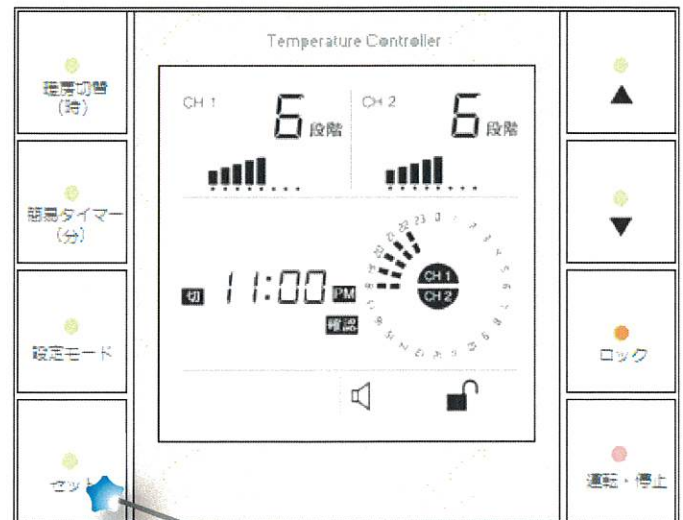 Temperature Controller
暖房切替
(時)
簡易タイマー
(分)
設定モード
セット
CH 1
6 段階
CH 2
6 段階
切 11:00 PM
確認
CH 1
CH 2
▲
▼
ロック
運転・停止